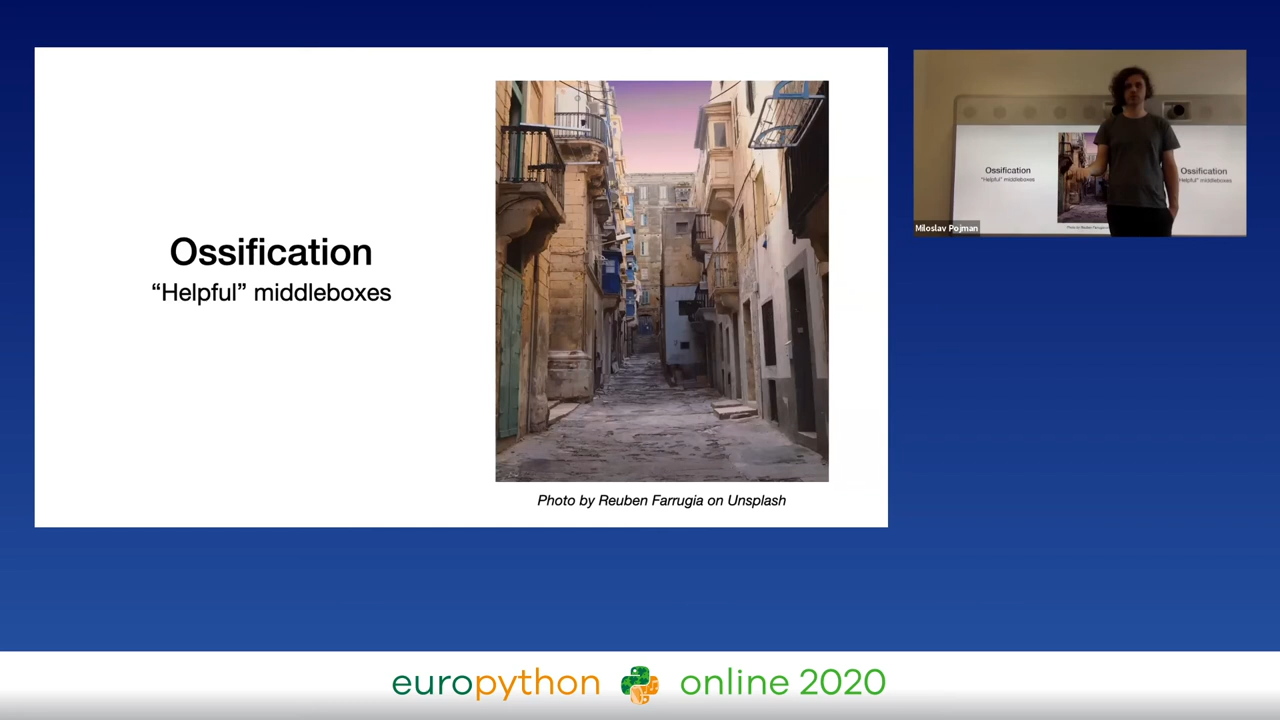 Ossification
“Helpful” middleboxes
Photo by Reuben Farrugia on Unsplash
Ossification
"Helpful" middleboxes
Ossification
Helpful" middleboxes
Miloslav Pojman
europython online 2020